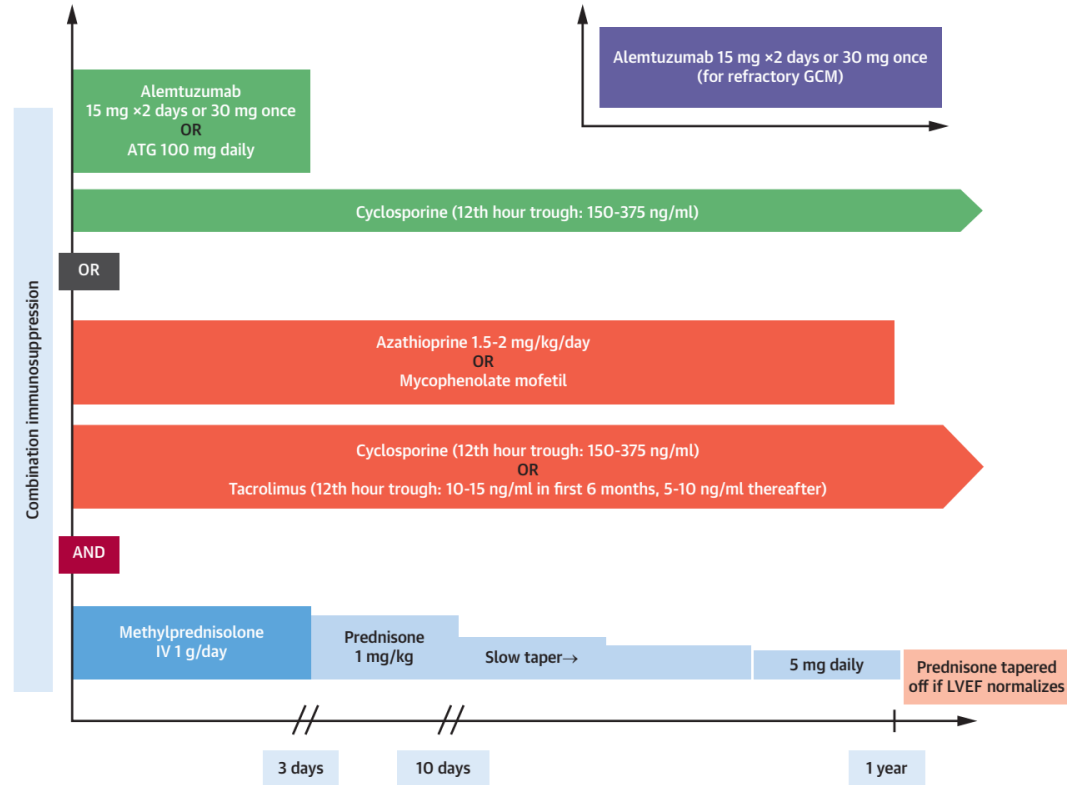 Alemtuzumab 15 mg ×2 days or 30 mg once
(for refractory GCM)
Combination immunosuppression
Alemtuzumab
15 mg ×2 days or 30 mg once
OR
ATG 100 mg daily
Cyclosporine (12th hour trough: 150-375 ng/ml)
OR
Azathioprine 1.5-2 mg/kg/day
OR
Mycophenolate mofetil
Cyclosporine (12th hour trough: 150-375 ng/ml)
OR
Tacrolimus (12th hour trough: 10-15 ng/ml in first 6 months, 5-10 ng/ml thereafter)
AND
Methylprednisolone
IV 1 g/day
Prednisone
1 mg/kg
Slow taper→
5 mg daily
Prednisone tapered
off if LVEF normalizes
3 days
10 days
1 year